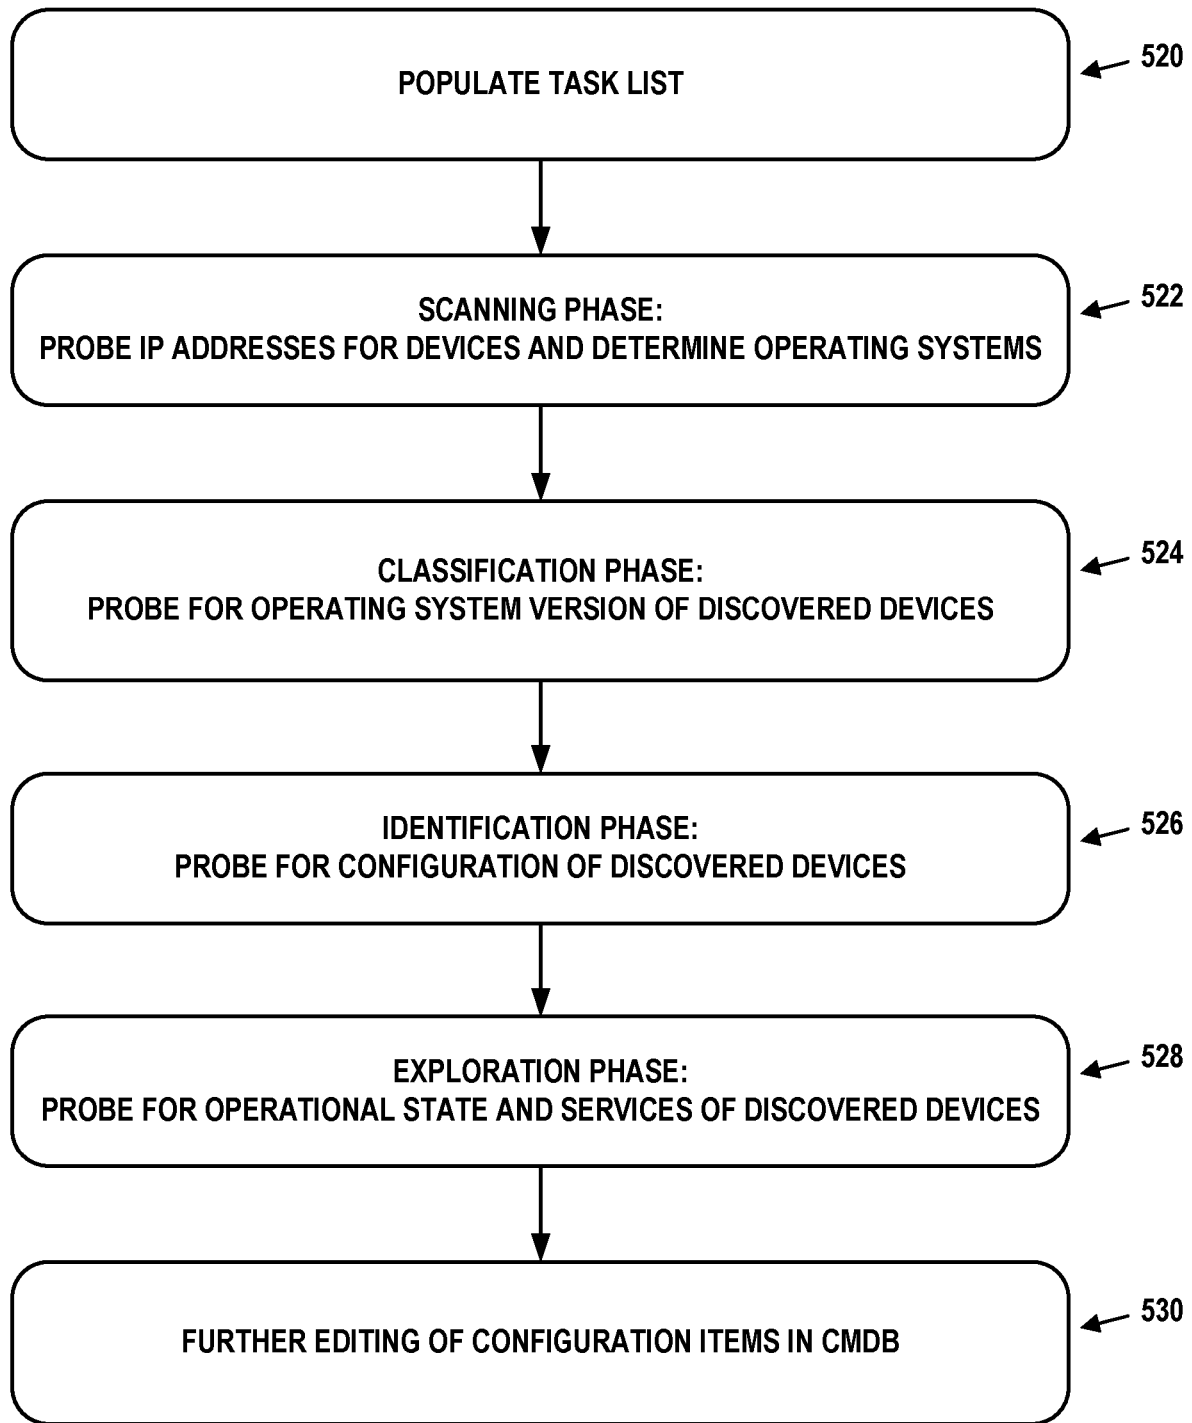 POPULATE TASK LIST
520
SCANNING PHASE:
PROBE IP ADDRESSES FOR DEVICES AND DETERMINE OPERATING SYSTEMS
522
CLASSIFICATION PHASE:
PROBE FOR OPERATING SYSTEM VERSION OF DISCOVERED DEVICES
524
IDENTIFICATION PHASE:
PROBE FOR CONFIGURATION OF DISCOVERED DEVICES
526
EXPLORATION PHASE:
PROBE FOR OPERATIONAL STATE AND SERVICES OF DISCOVERED DEVICES
528
FURTHER EDITING OF CONFIGURATION ITEMS IN CMDB
530